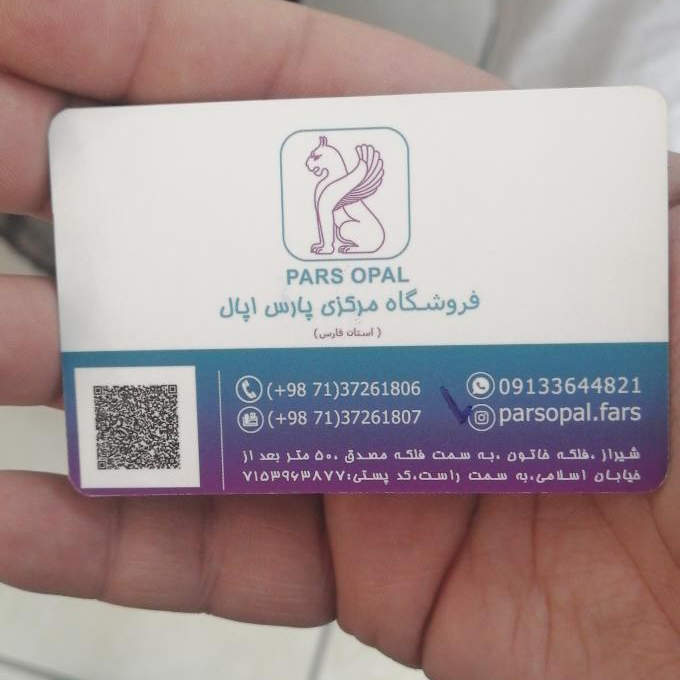 PARS OPAL
فروشگاه مرکزی پارس اپال
( استان فارس )
(+98 71)37261806
09133644821
(+98 71)37261807
parsopal.fars
شیراز ،فلکه خاتون ،به سمت فلکه مصدق ،۵۰ متر بعد از
خیابان اسلامی،به سمت راست،کد پستی:۷۱۵۳۹۶۳۸۷۷